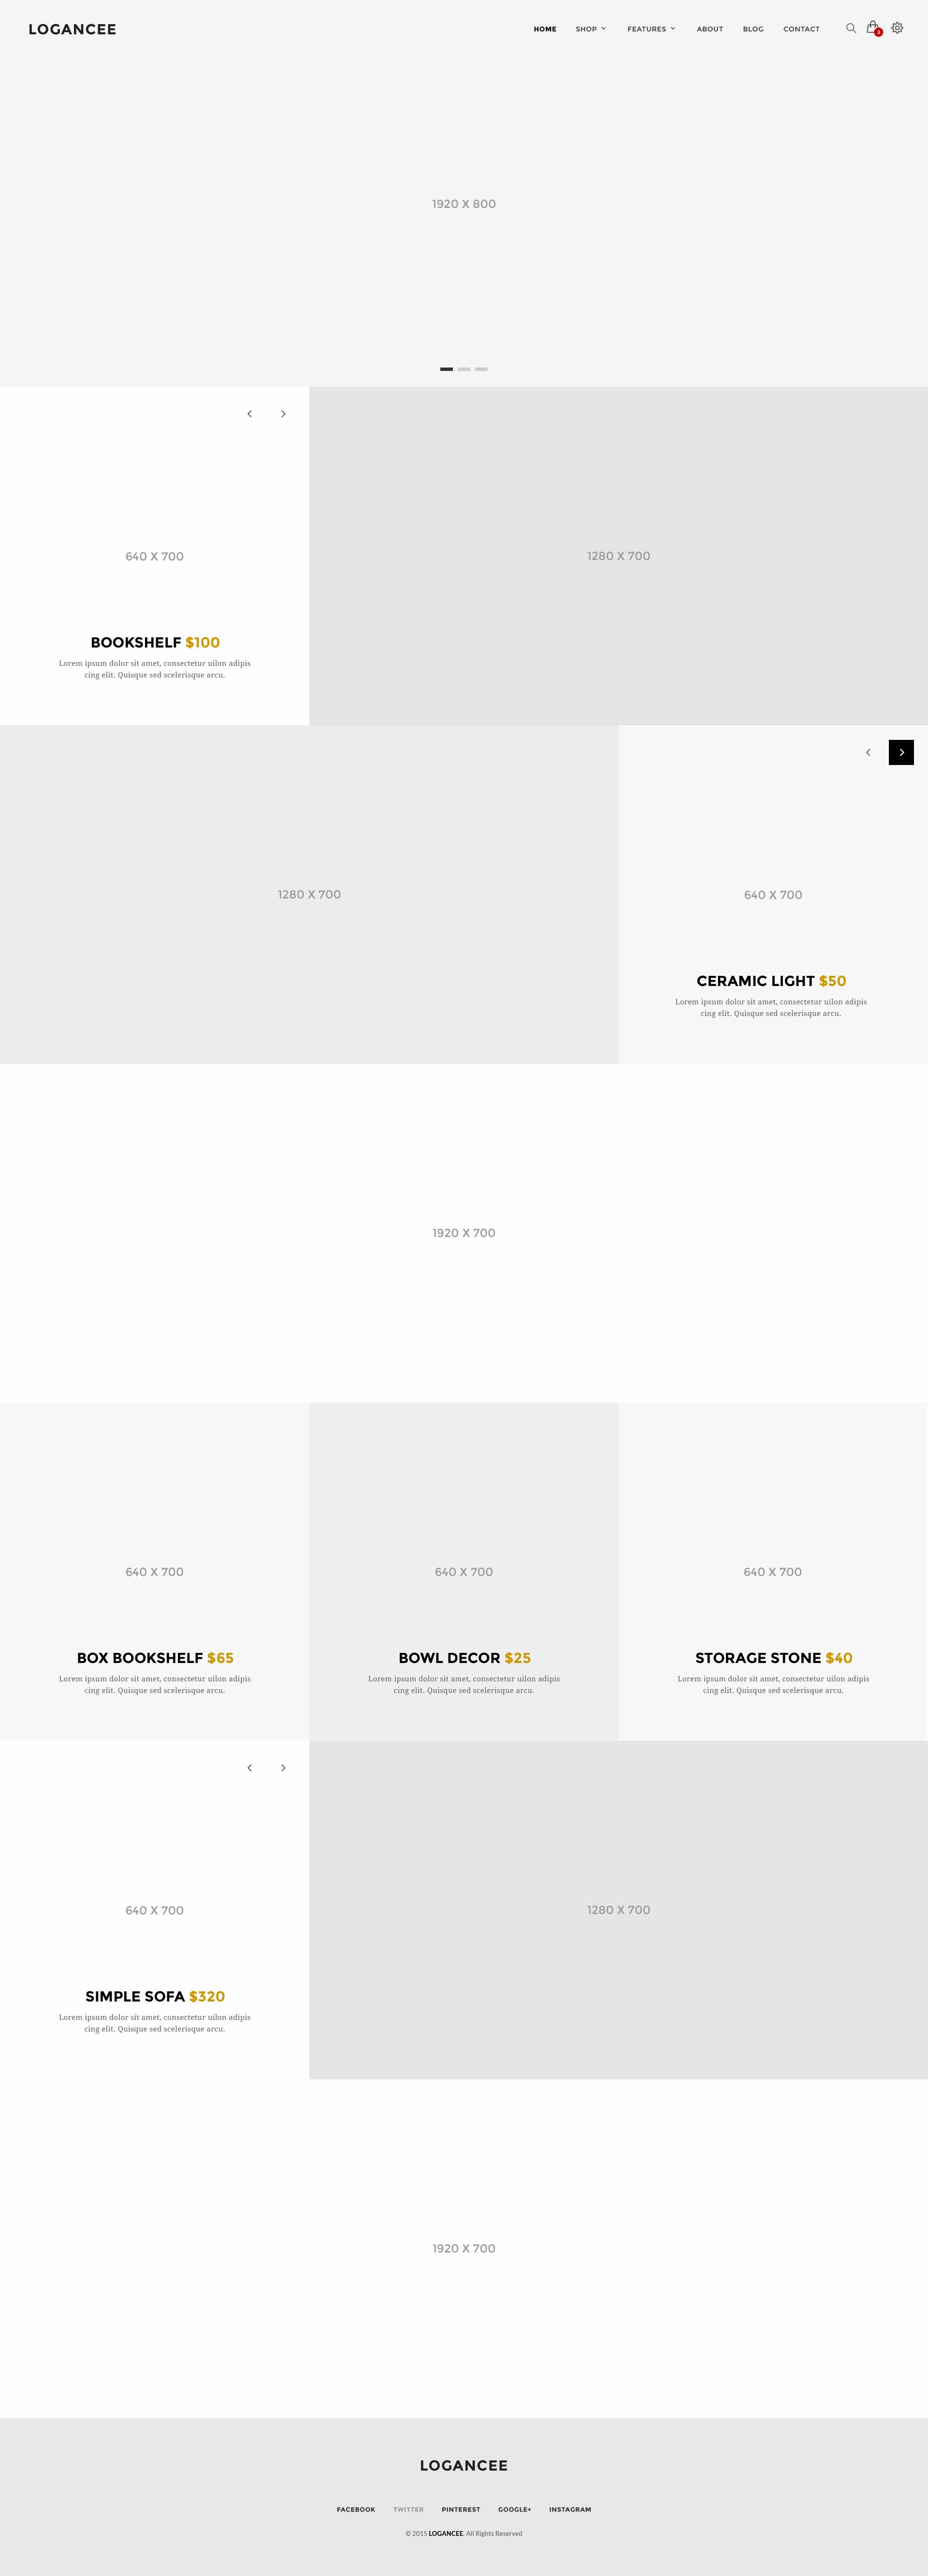 LOGANCEE
HOME SHOP FEATURES ABOUT BLOG CONTACT
2
1920 X 800
640 X 700
1280 X 700
BOOKSHELF $100
Lorem ipsum dolor sit amet, consectetur uilon adipis
cing elit. Quisque sed scelerisque arcu.
1280 X 700
640 X 700
CERAMIC LIGHT $50
Lorem ipsum dolor sit amet, consectetur uilon adipis
cing elit. Quisque sed scelerisque arcu.
1920 X 700
640 X 700
BOX BOOKSHELF $65
Lorem ipsum dolor sit amet, consectetur uilon adipis
cing elit. Quisque sed scelerisque arcu.
640 X 700
BOWL DECOR $25
Lorem ipsum dolor sit amet, consectetur uilon adipis
cing elit. Quisque sed scelerisque arcu.
640 X 700
STORAGE STONE $40
Lorem ipsum dolor sit amet, consectetur uilon adipis
cing elit. Quisque sed scelerisque arcu.
640 X 700
1280 X 700
SIMPLE SOFA $320
Lorem ipsum dolor sit amet, consectetur uilon adipis
cing elit. Quisque sed scelerisque arcu.
1920 X 700
LOGANCEE
FACEBOOK TWITTER PINTEREST GOOGLE+ INSTAGRAM
© 2015 LOGANCEE. All Rights Reserved